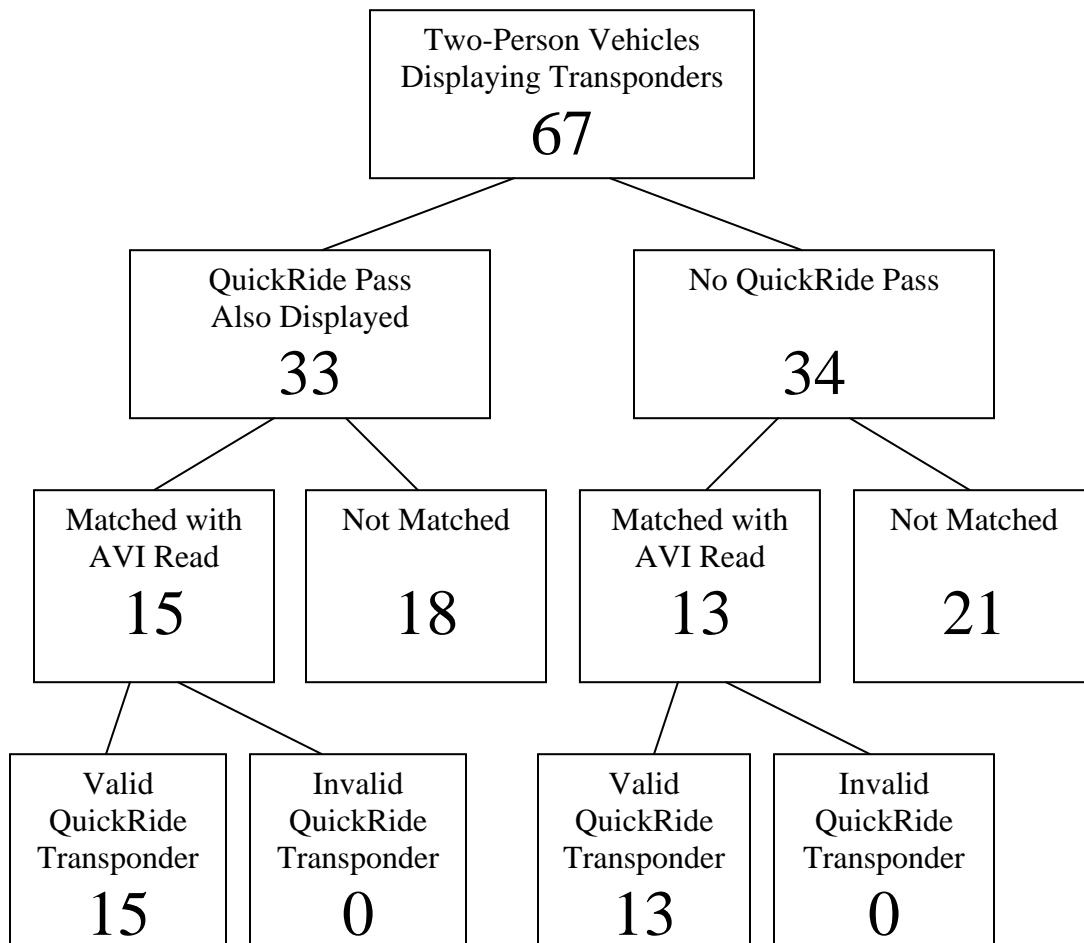 Two-Person Vehicles
Displaying Transponders
67
QuickRide Pass
Also Displayed
33
No QuickRide Pass
34
Matched with
AVI Read
15
Not Matched
18
Matched with
AVI Read
13
Not Matched
21
Valid
QuickRide
Transponder
15
Invalid
QuickRide
Transponder
0
Valid
QuickRide
Transponder
13
Invalid
QuickRide
Transponder
0